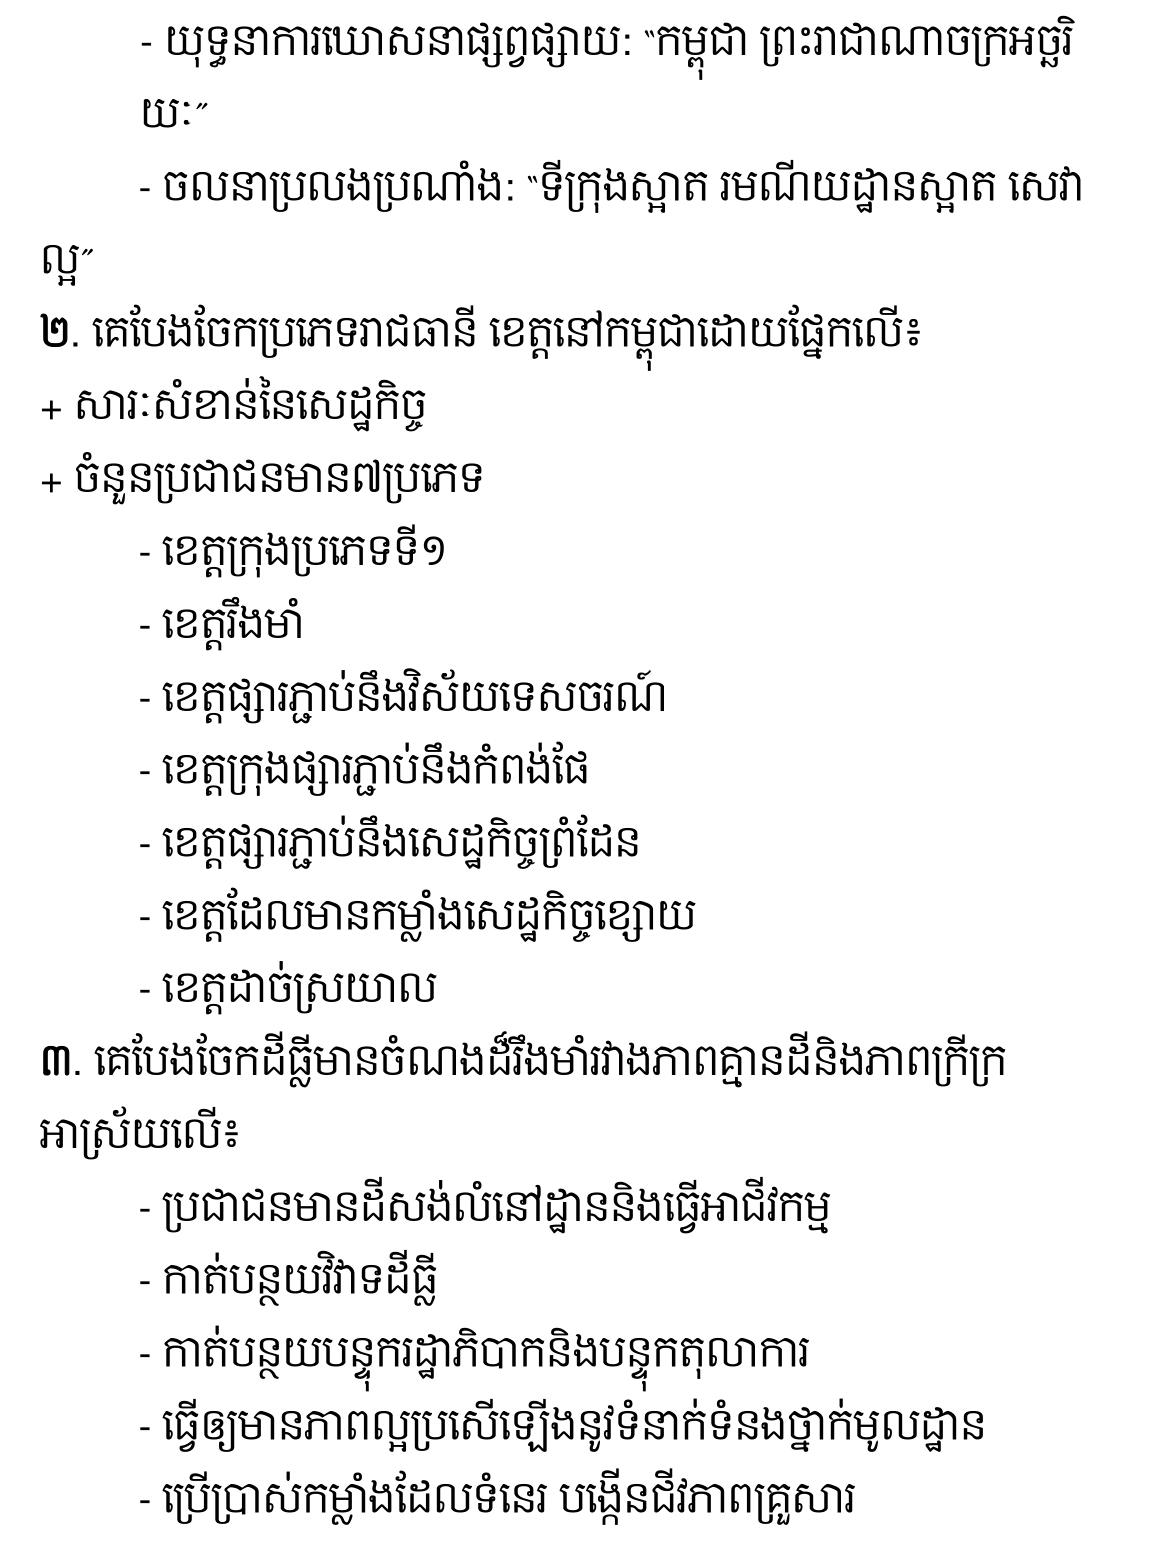 - យុទ្ធនាការឃោសនាផ្សព្វផ្សាយ: “កម្ពុជា ព្រះរាជាណាចក្រអច្ឆរិ
យៈ”
- ចលនាប្រលងប្រណាំង: “ទីក្រុងស្អាត រមណីយដ្ឋានស្អាត សេវា
ល្អ”
២. គេបែងចែកប្រភេទរាជធានី ខេត្តនៅកម្ពុជាដោយផ្នែកលើ៖
+ សារៈសំខាន់នៃសេដ្ឋកិច្ច
+ ចំនួនប្រជាជនមាន៧ប្រភេទ
- ខេត្តក្រុងប្រភេទទី១
- ខេត្តរឹងមាំ
- ខេត្តផ្សារភ្ជាប់នឹងវិស័យទេសចរណ៍
- ខេត្តក្រុងផ្សារភ្ជាប់នឹងកំពង់ផែ
- ខេត្តផ្សារភ្ជាប់នឹងសេដ្ឋកិច្ចព្រំដែន
- ខេត្តដែលមានកម្លាំងសេដ្ឋកិច្ចខ្សោយ
- ខេត្តដាច់ស្រយាល
៣. គេបែងចែកដីធ្លីមានចំណងដ៏រឹងមាំរវាងភាពគ្មានដីនិងភាពក្រីក្រ
អាស្រ័យលើ៖
- ប្រជាជនមានដីសង់លំនៅដ្ឋាននិងធ្វើអាជីវកម្ម
- កាត់បន្ថយវិវាទដីធ្លី
- កាត់បន្ថយបន្ទុករដ្ឋាភិបាកនិងបន្ទុកតុលាការ
- ធ្វើឲ្យមានភាពល្អប្រសើឡើងនូវទំនាក់ទំនងថ្នាក់មូលដ្ឋាន
- ប្រើប្រាស់កម្លាំងដែលទំនេរ បង្កើនជីវភាពគ្រួសារ